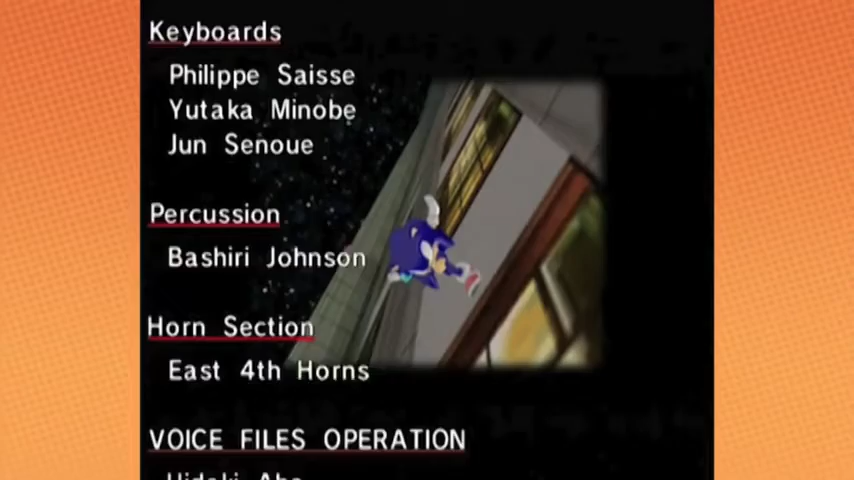 Keyboards
Philippe Saisse
Yutaka Minobe
Jun Senoue
Percussion
Bashiri Johnson
Horn Section
East 4th Horns
VOICE FILES OPERATION